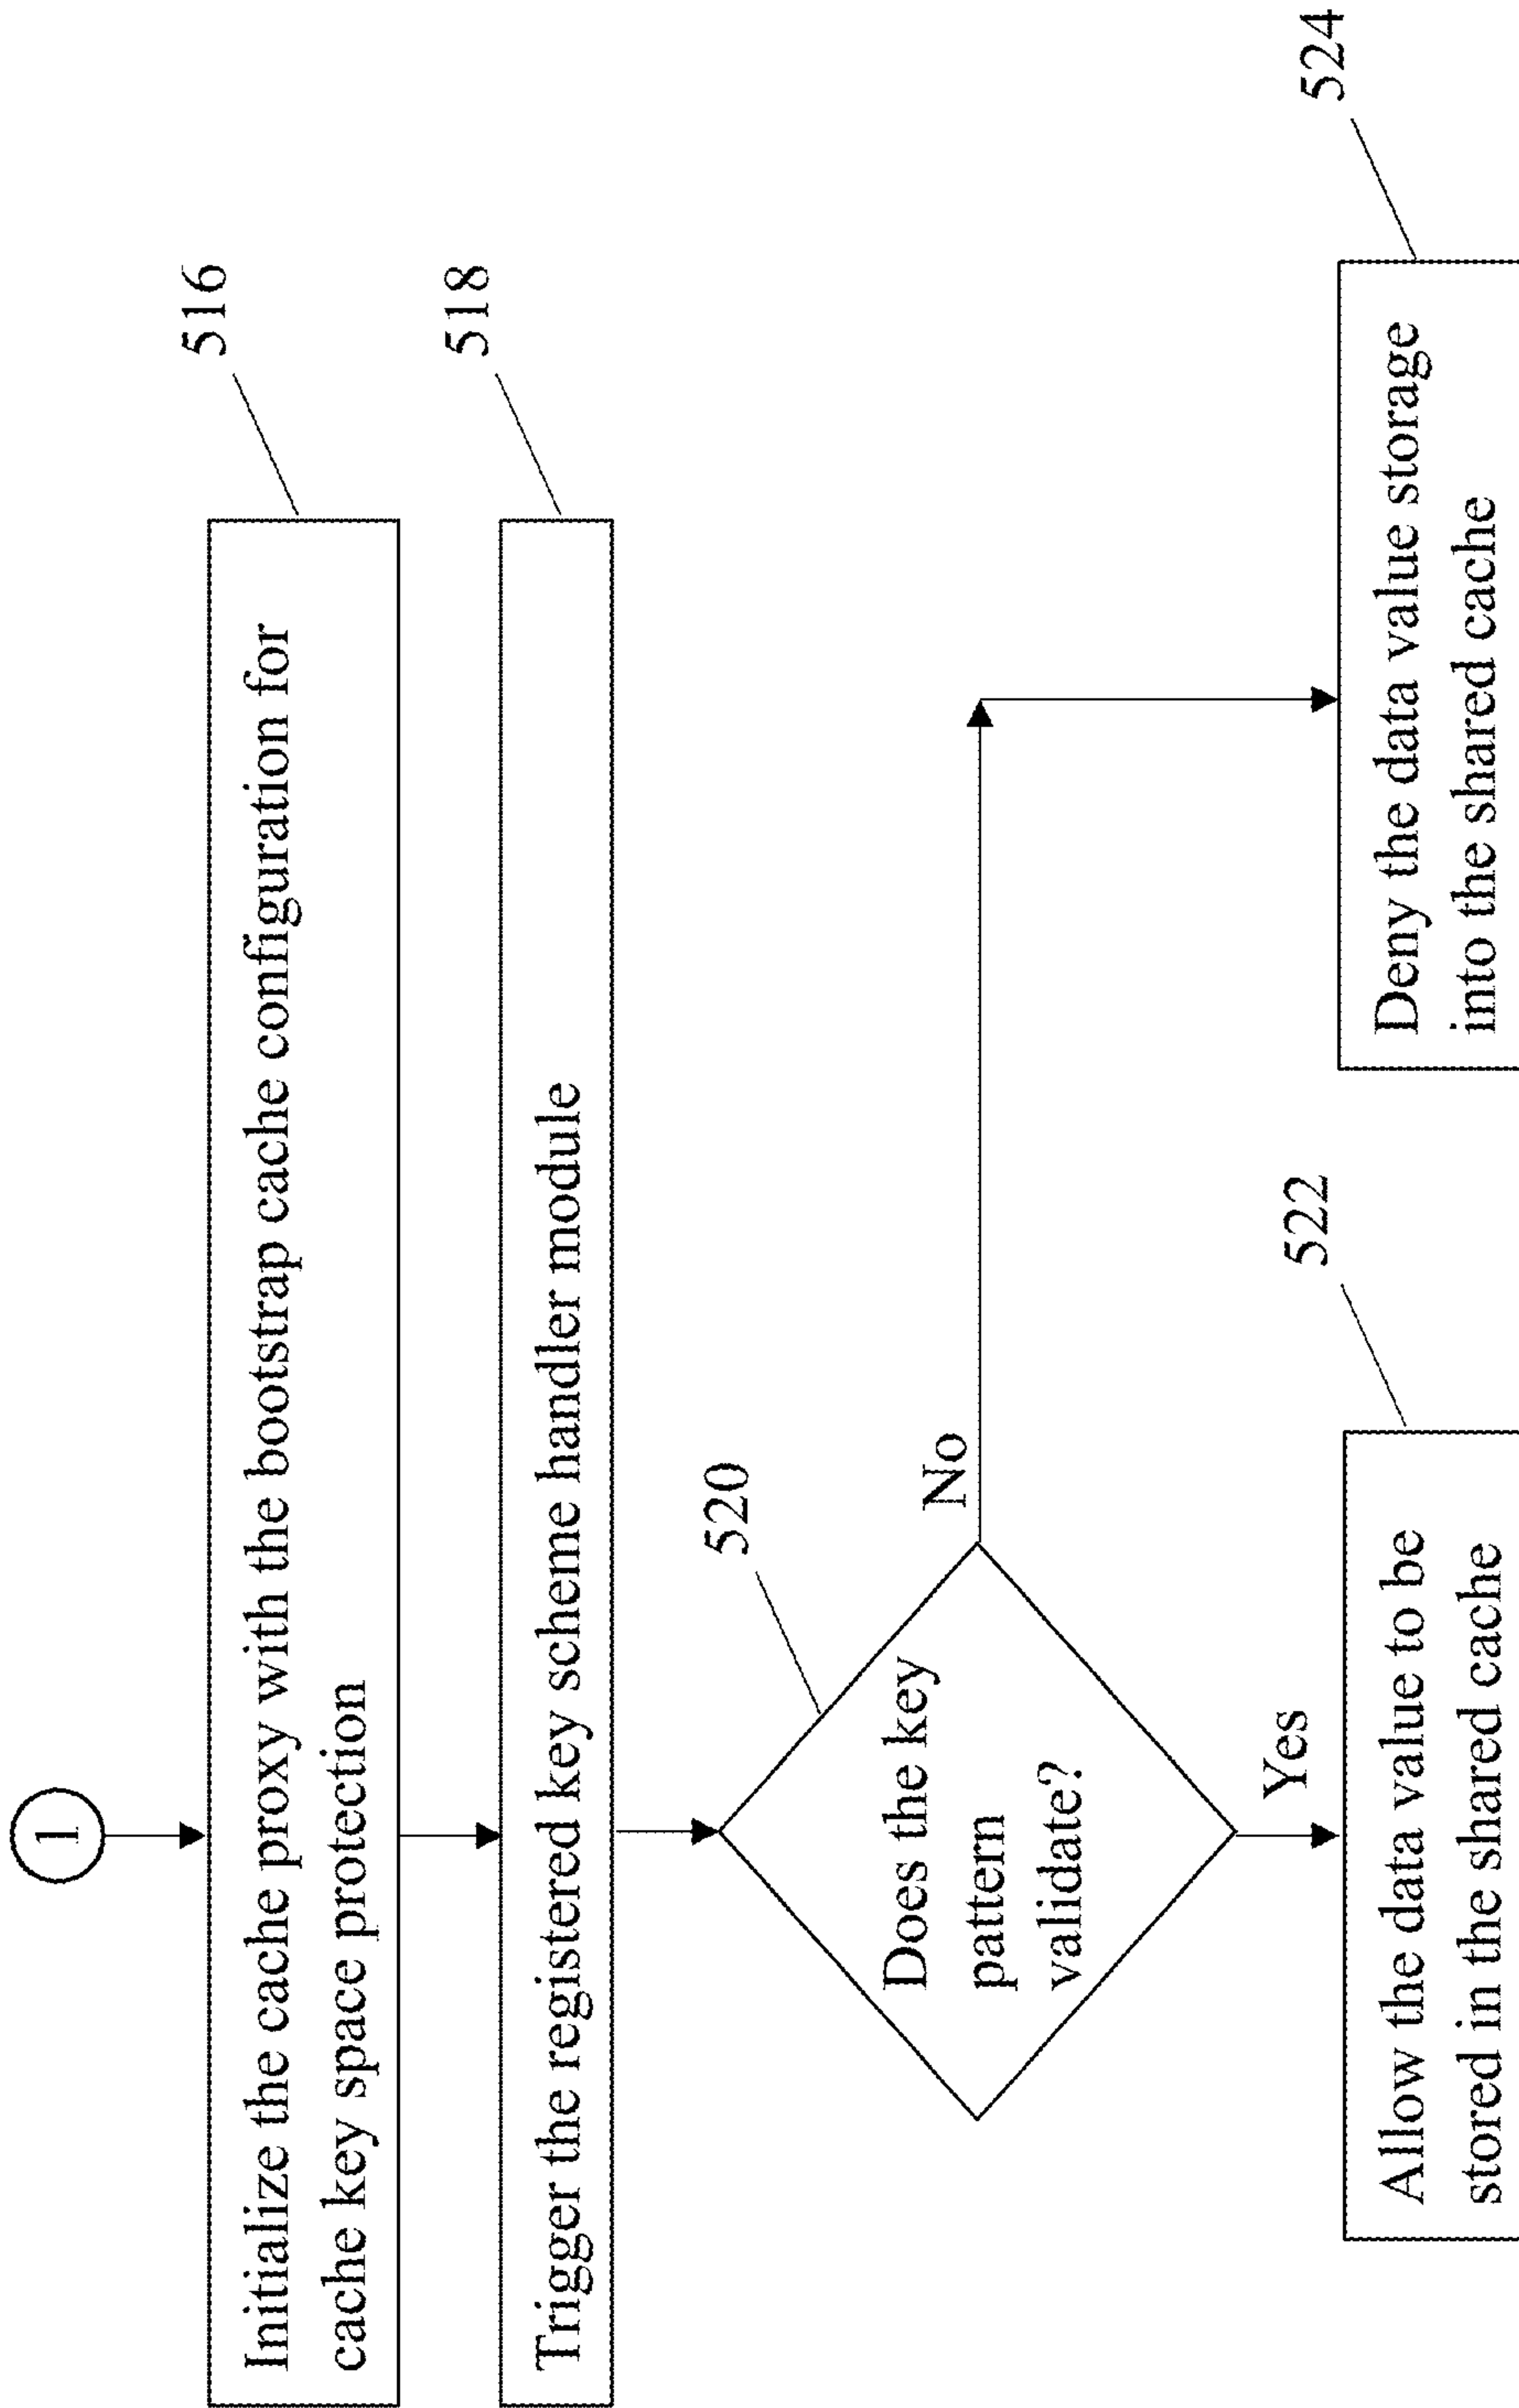 1
516
Initialize the cache proxy with the bootstrap cache configuration for
cache key space protection
518
Trigger the registered key scheme handler module
520
Does the key
pattern
validate?
No
Yes
522
Allow the data value to be
stored in the shared cache
524
Deny the data value storage
into the shared cache